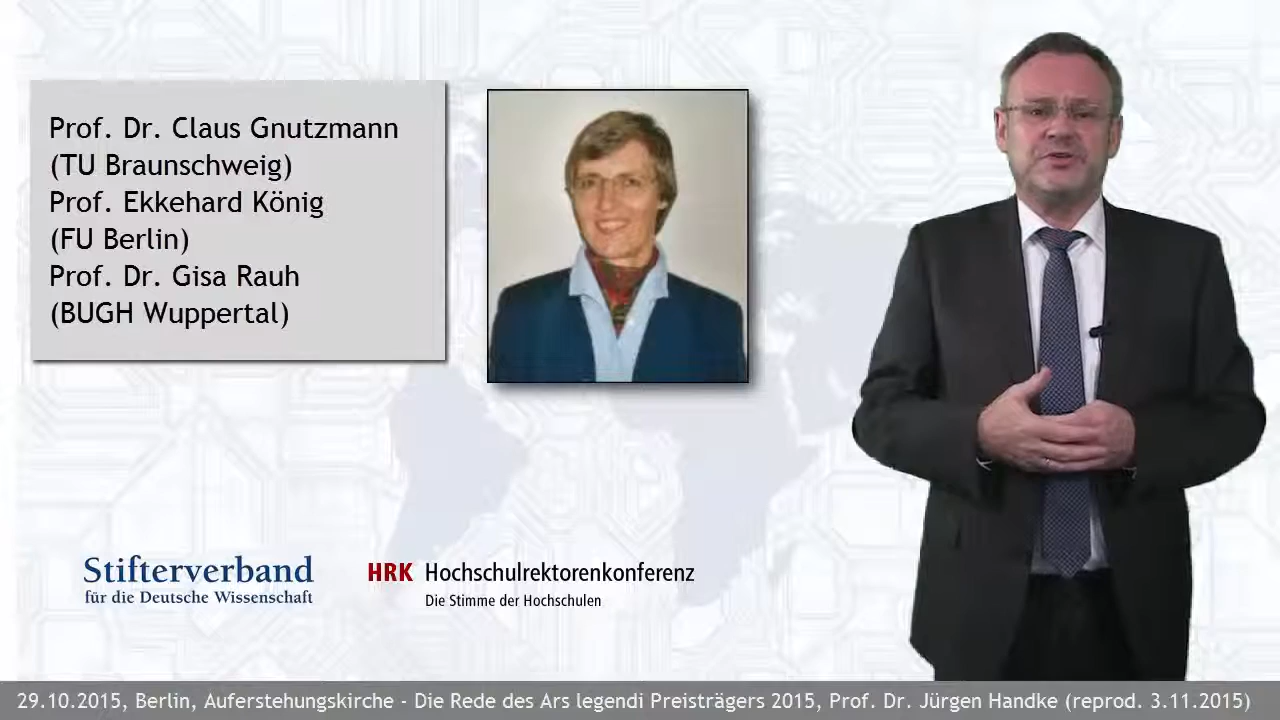 Prof. Dr. Claus Gnutzmann
(TU Braunschweig)
Prof. Ekkehard König
(FU Berlin)
Prof. Dr. Gisa Rauh
(BUGH Wuppertal)
Stifterverband
für die Deutsche Wissenschaft
HRK Hochschulrektorenkonferenz
Die Stimme der Hochschulen
29.10.2015, Berlin, Auferstehungskirche - Die Rede des Ars legendi Preisträgers 2015, Prof. Dr. Jürgen Handke (reprod. 3.11.2015)